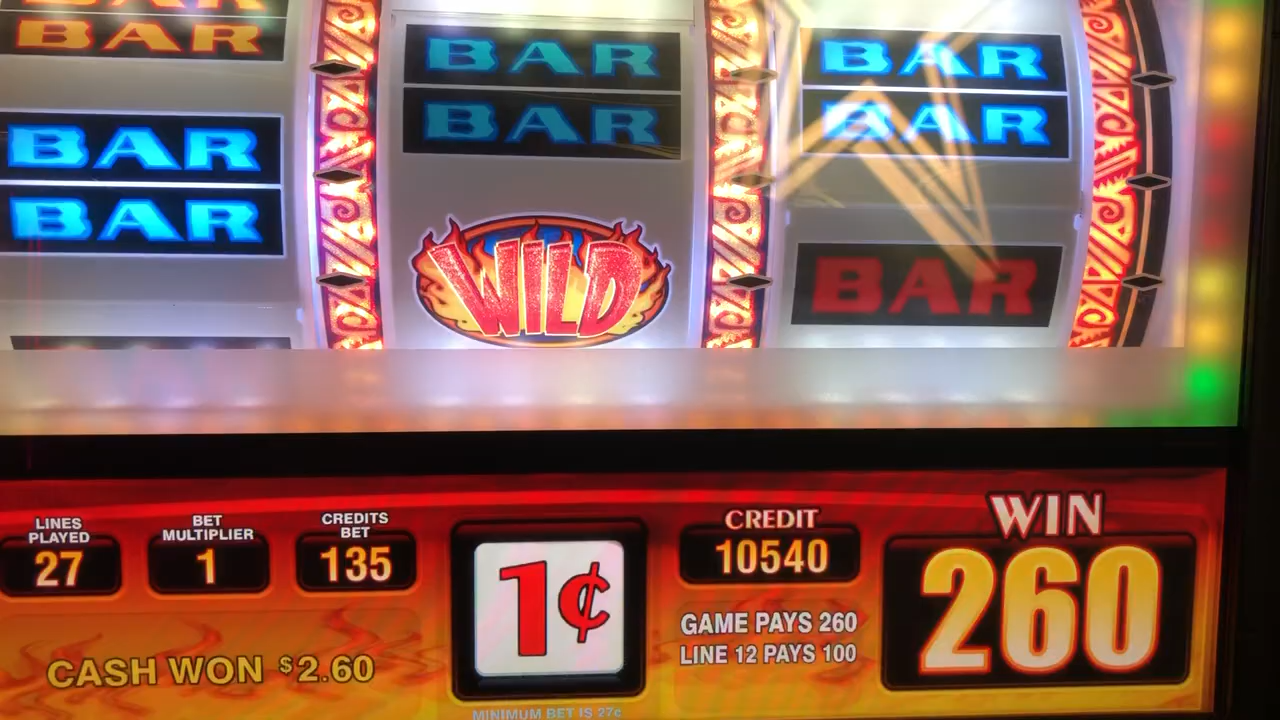 BAR
BAR
BAR
BAR
BAR
BAR
BAR
BAR
WILD
BAR
LINES PLAYED
27
BET MULTIPLIER
1
CREDITS BET
135
1¢
CREDIT
10540
WIN
260
GAME PAYS 260
LINE 12 PAYS 100
CASH WON $2.60
MINIMUM BET IS 27¢